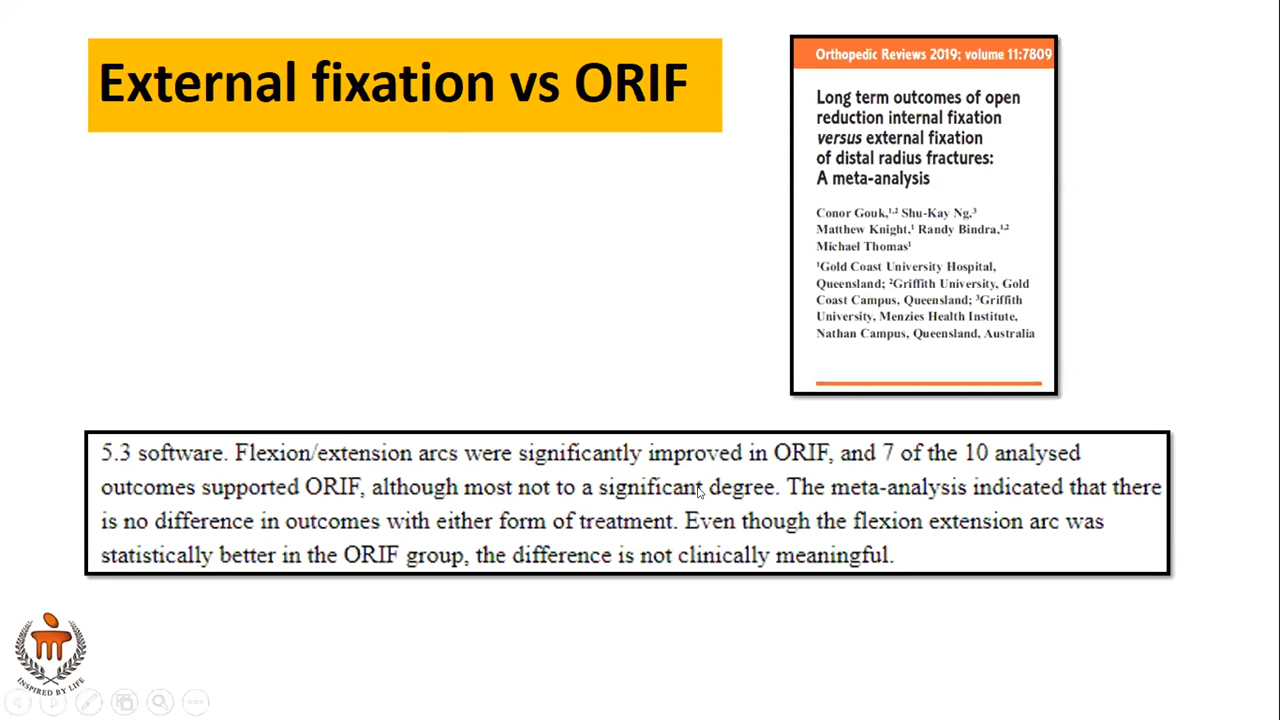 External fixation vs ORIF
Orthopedic Reviews 2019; volume 11:7809
Long term outcomes of open
reduction internal fixation
versus external fixation
of distal radius fractures:
A meta-analysis
Conor Gouk,1,2 Shu-Kay Ng,3
Matthew Knight,1 Randy Bindra,1,2
Michael Thomas1
1Gold Coast University Hospital,
Queensland; 2Griffith University, Gold
Coast Campus, Queensland; 3Griffith
University, Menzies Health Institute,
Nathan Campus, Queensland, Australia
5.3 software. Flexion/extension arcs were significantly improved in ORIF, and 7 of the 10 analysed
outcomes supported ORIF, although most not to a significant degree. The meta-analysis indicated that there
is no difference in outcomes with either form of treatment. Even though the flexion extension arc was
statistically better in the ORIF group, the difference is not clinically meaningful.
INSPIRED BY LIFE